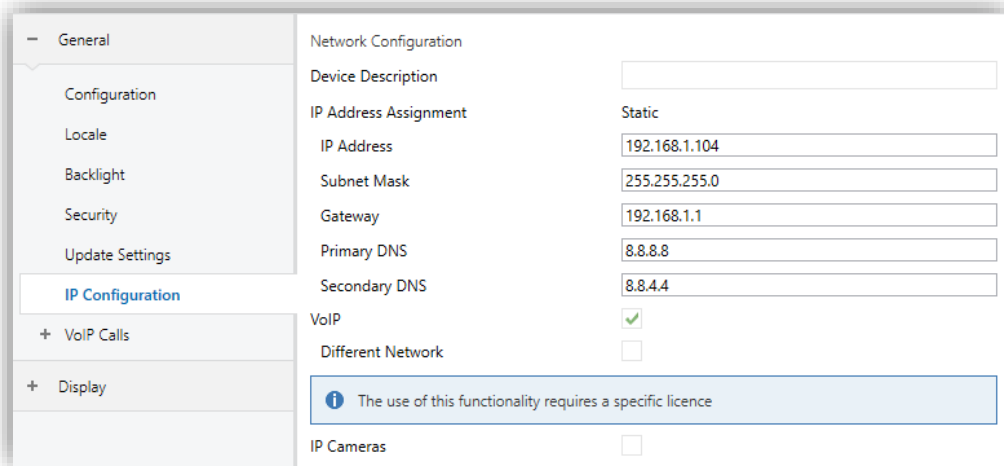 General
Configuration
Locale
Backlight
Security
Update Settings
IP Configuration
VoIP Calls
Display
Network Configuration
Device Description
IP Address Assignment Static
IP Address 192.168.1.104
Subnet Mask 255.255.255.0
Gateway 192.168.1.1
Primary DNS 8.8.8.8
Secondary DNS 8.8.4.4
VoIP
Different Network
The use of this functionality requires a specific licence
IP Cameras